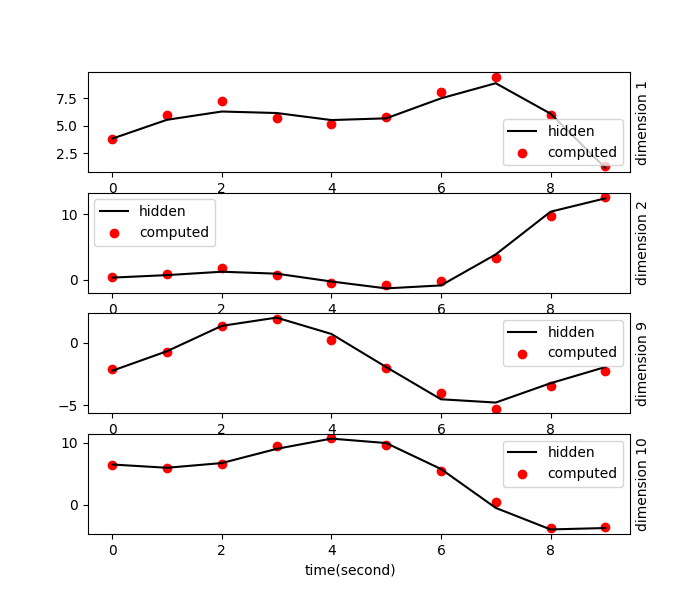 7.5
5.0
2.5
hidden
computed
dimension 1
0 2 4 6 8
10
0
hidden
computed
dimension 2
0 2 4 6 8
0
−5
hidden
computed
dimension 9
0 2 4 6 8
10
0
hidden
computed
dimension 10
0 2 4 6 8
time(second)